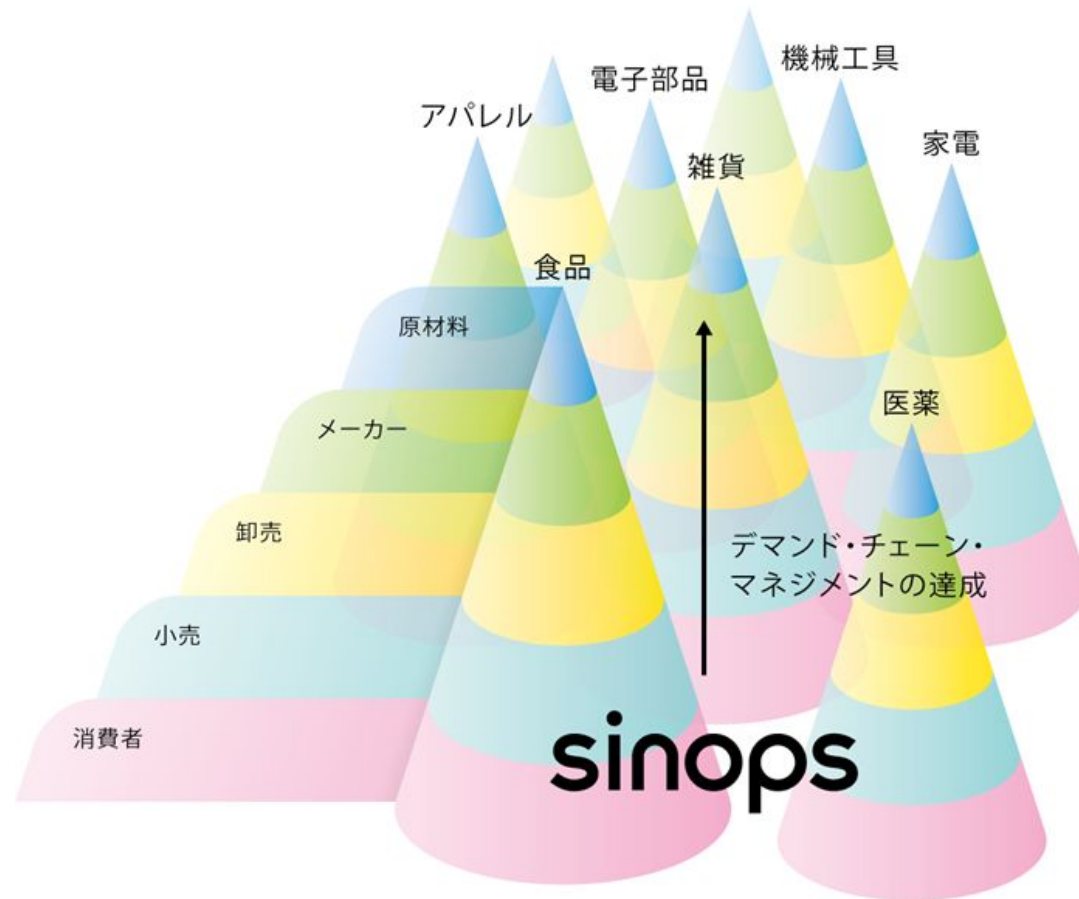 機械工具
電子部品
アパレル
家電
雑貨
食品
原材料
医薬
メーカー
卸売
デマンド・チェーン・
マネジメントの達成
小売
消費者
sinops